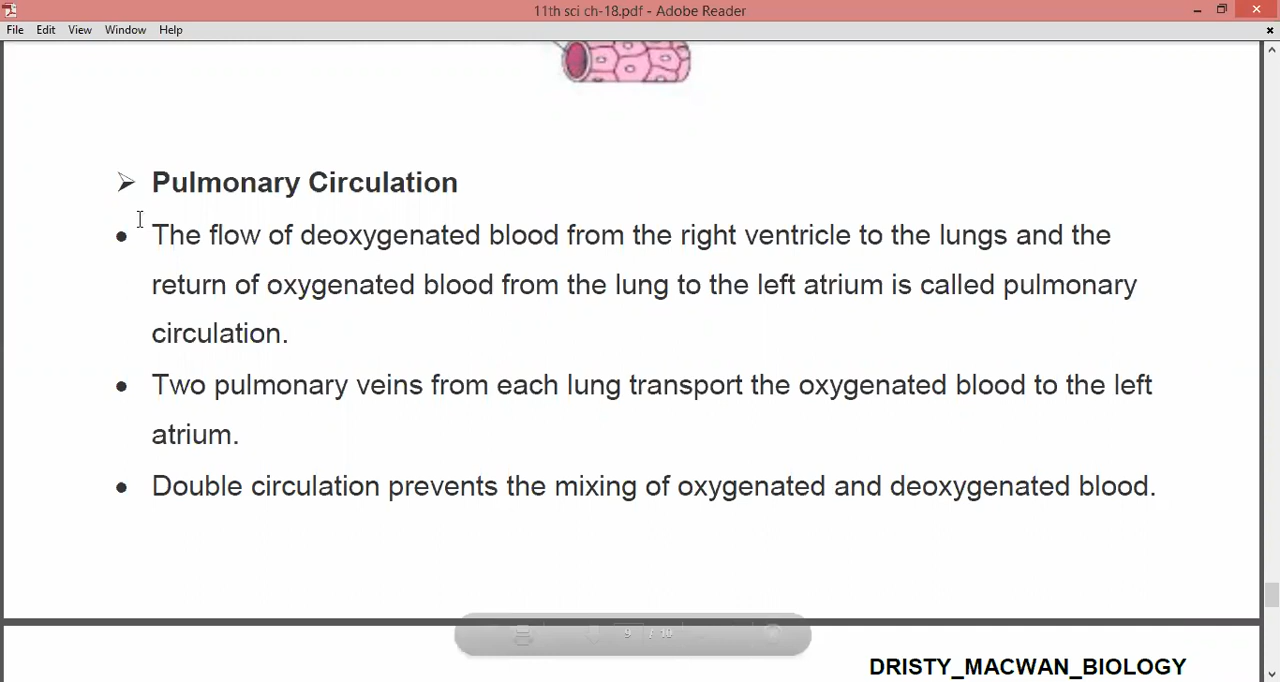 11th sci ch-18.pdf - Adobe Reader
File Edit View Window Help
Pulmonary Circulation
The flow of deoxygenated blood from the right ventricle to the lungs and the
return of oxygenated blood from the lung to the left atrium is called pulmonary
circulation.
Two pulmonary veins from each lung transport the oxygenated blood to the left
atrium.
Double circulation prevents the mixing of oxygenated and deoxygenated blood.
9 / 10
DRISTY_MACWAN_BIOLOGY